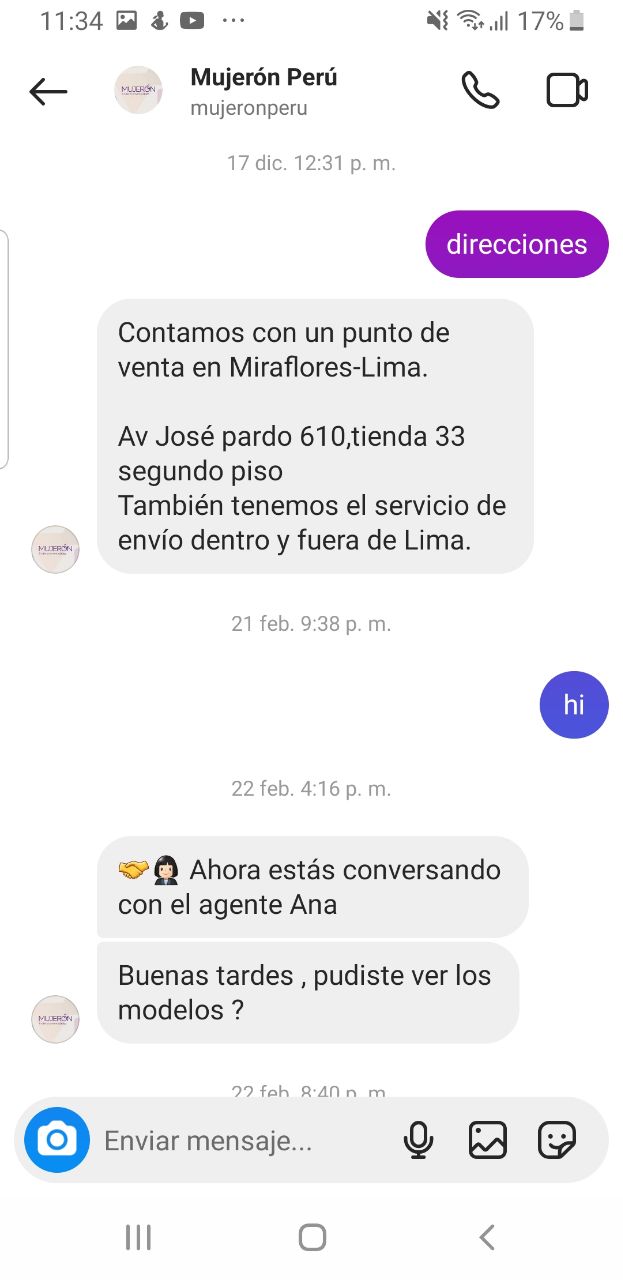 11:34 ... 17%
Mujerón Perú
MUJERÓN
mujeronperu
17 dic. 12:31 p. m.
direcciones
Contamos con un punto de
venta en Miraflores-Lima.
Av José pardo 610,tienda 33
segundo piso
También tenemos el servicio de
envío dentro y fuera de Lima.
MUJERÓN
21 feb. 9:38 p. m.
hi
22 feb. 4:16 p. m.
🤝👩🏻‍💼 Ahora estás conversando
con el agente Ana
Buenas tardes , pudiste ver los
modelos ?
MUJERÓN
22 feb. 8:40 p. m.
Enviar mensaje...